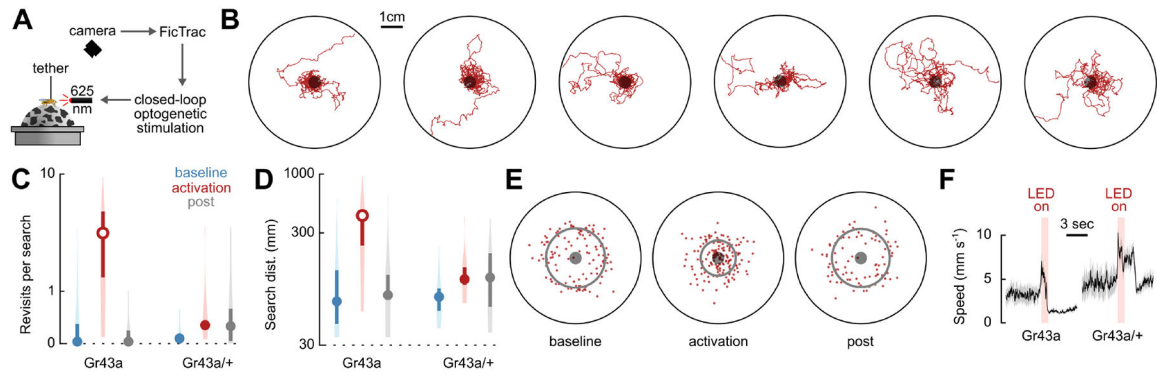 A
camera
FicTrac
tether
625
nm
closed-loop
optogenetic
stimulation
B
1cm
C
Revisits per search
10
1
0
baseline
activation
post
Gr43a
Gr43a/+
D
Search dist. (mm)
1000
300
30
Gr43a
Gr43a/+
E
baseline
activation
post
F
LED
on
LED
on
3 sec
Speed (mm s⁻¹)
10
5
0
Gr43a
Gr43a/+